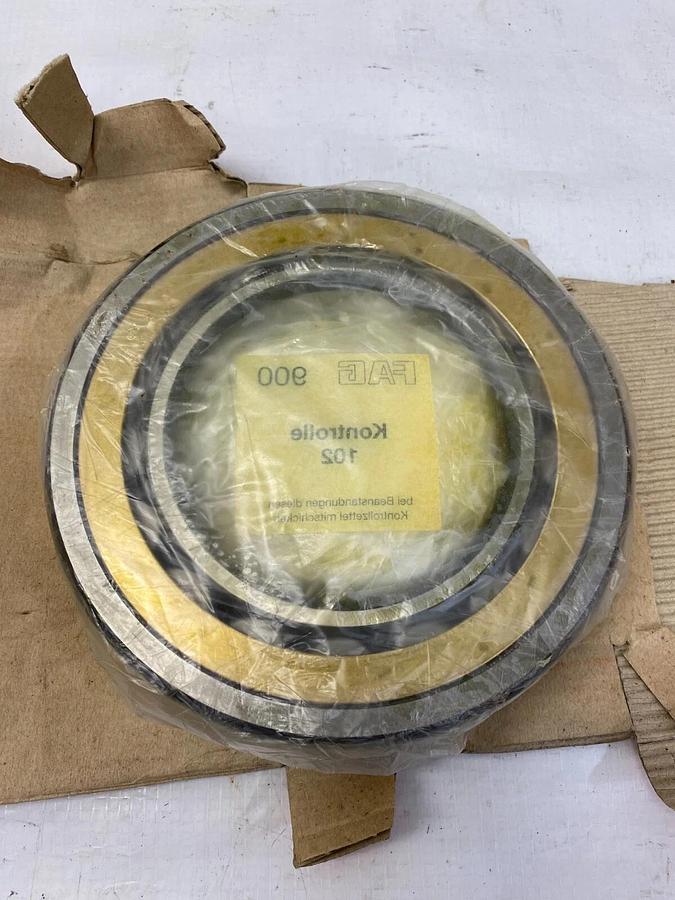 FAG 900
Kontrolle
102
bei Beanstandungen diesen
Kontrollzettel mitschicken